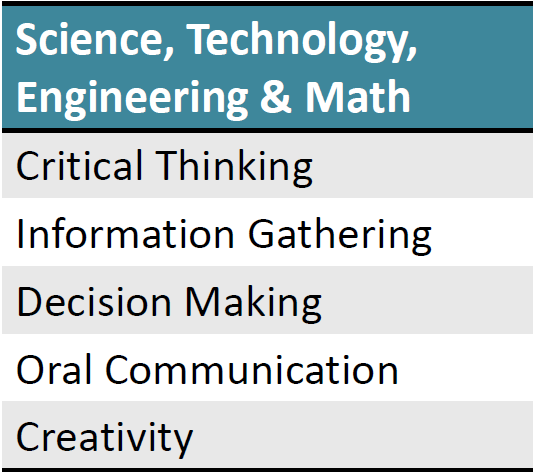 Science, Technology,
Engineering & Math
Critical Thinking
Information Gathering
Decision Making
Oral Communication
Creativity